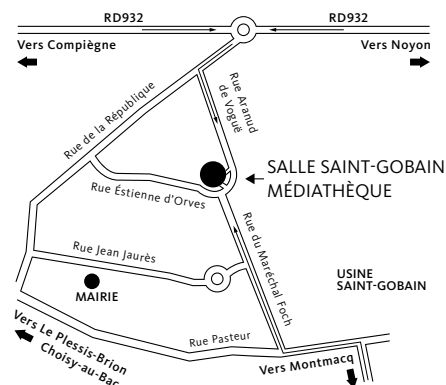 RD932
RD932
Vers Compiègne
Vers Noyon
Rue de la République
Rue Aranud
de Voguë
SALLE SAINT-GOBAIN
MÉDIATHÈQUE
Rue Éstienne d'Orves
Rue du Maréchal Foch
Rue Jean Jaurès
USINE
SAINT-GOBAIN
MAIRIE
Rue Pasteur
Vers Le Plessis-Brion
Choisy-au-Bac
Vers Montmacq